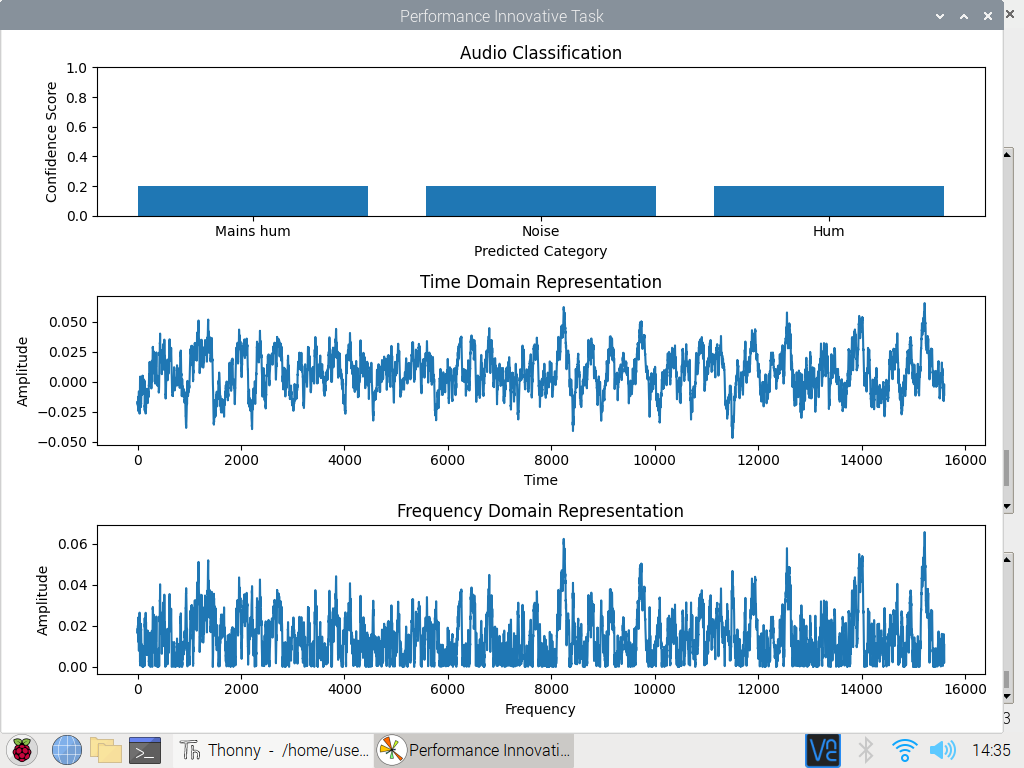 Performance Innovative Task
Audio Classification
1.0
0.8
0.6
0.4
0.2
0.0
Confidence Score
Mains hum Noise Hum
Predicted Category
Time Domain Representation
0.050
0.025
0.000
−0.025
−0.050
Amplitude
0 2000 4000 6000 8000 10000 12000 14000 16000
Time
Frequency Domain Representation
0.06
0.04
0.02
0.00
Amplitude
0 2000 4000 6000 8000 10000 12000 14000 16000
Frequency
3
Th Thonny - /home/use... Performance Innovati... 14:35